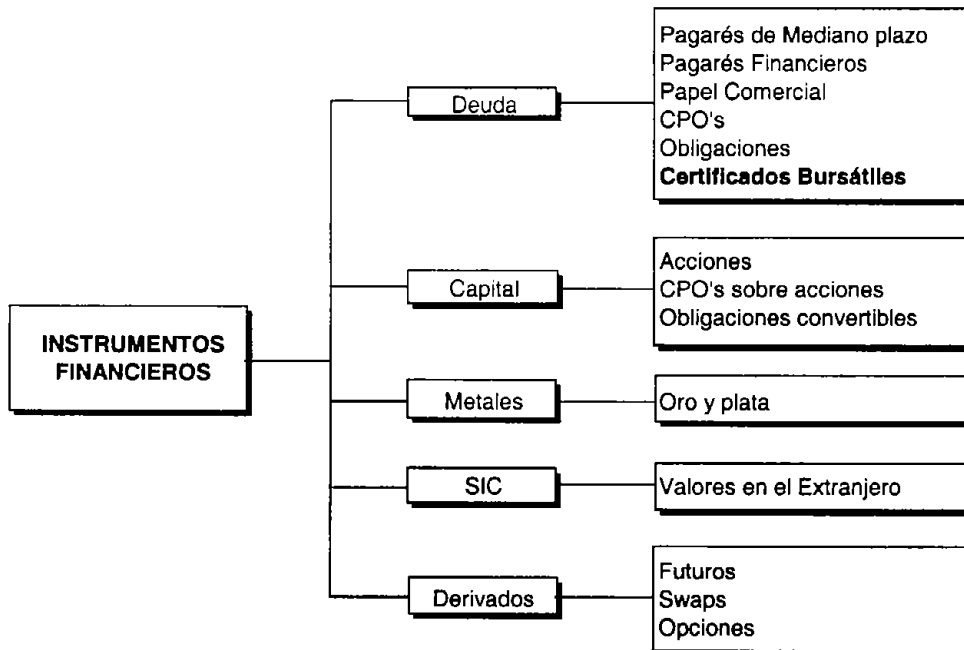 INSTRUMENTOS
FINANCIEROS
Deuda
Pagarés de Mediano plazo
Pagarés Financieros
Papel Comercial
CPO's
Obligaciones
Certificados Bursátiles
Capital
Acciones
CPO's sobre acciones
Obligaciones convertibles
Metales
Oro y plata
SIC
Valores en el Extranjero
Derivados
Futuros
Swaps
Opciones